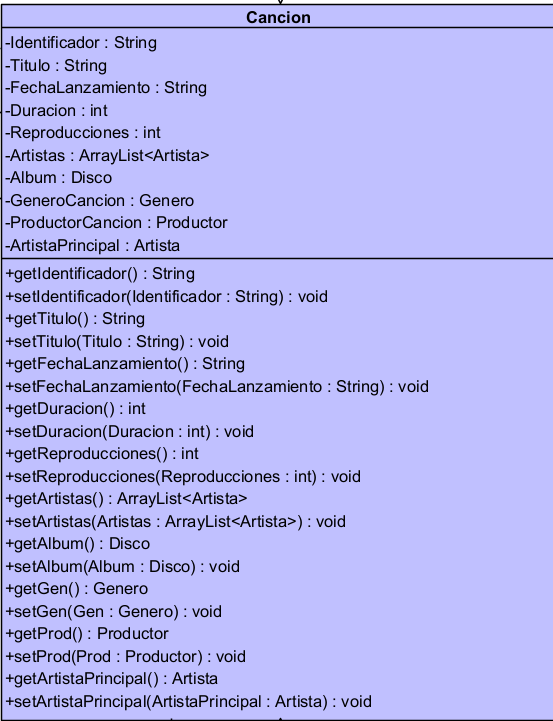 Cancion
-Identificador : String
-Titulo : String
-FechaLanzamiento : String
-Duracion : int
-Reproducciones : int
-Artistas : ArrayList<Artista>
-Album : Disco
-GeneroCancion : Genero
-ProductorCancion : Productor
-ArtistaPrincipal : Artista
+getIdentificador() : String
+setIdentificador(Identificador : String) : void
+getTitulo() : String
+setTitulo(Titulo : String) : void
+getFechaLanzamiento() : String
+setFechaLanzamiento(FechaLanzamiento : String) : void
+getDuracion() : int
+setDuracion(Duracion : int) : void
+getReproducciones() : int
+setReproducciones(Reproducciones : int) : void
+getArtistas() : ArrayList<Artista>
+setArtistas(Artistas : ArrayList<Artista>) : void
+getAlbum() : Disco
+setAlbum(Album : Disco) : void
+getGen() : Genero
+setGen(Gen : Genero) : void
+getProd() : Productor
+setProd(Prod : Productor) : void
+getArtistaPrincipal() : Artista
+setArtistaPrincipal(ArtistaPrincipal : Artista) : void